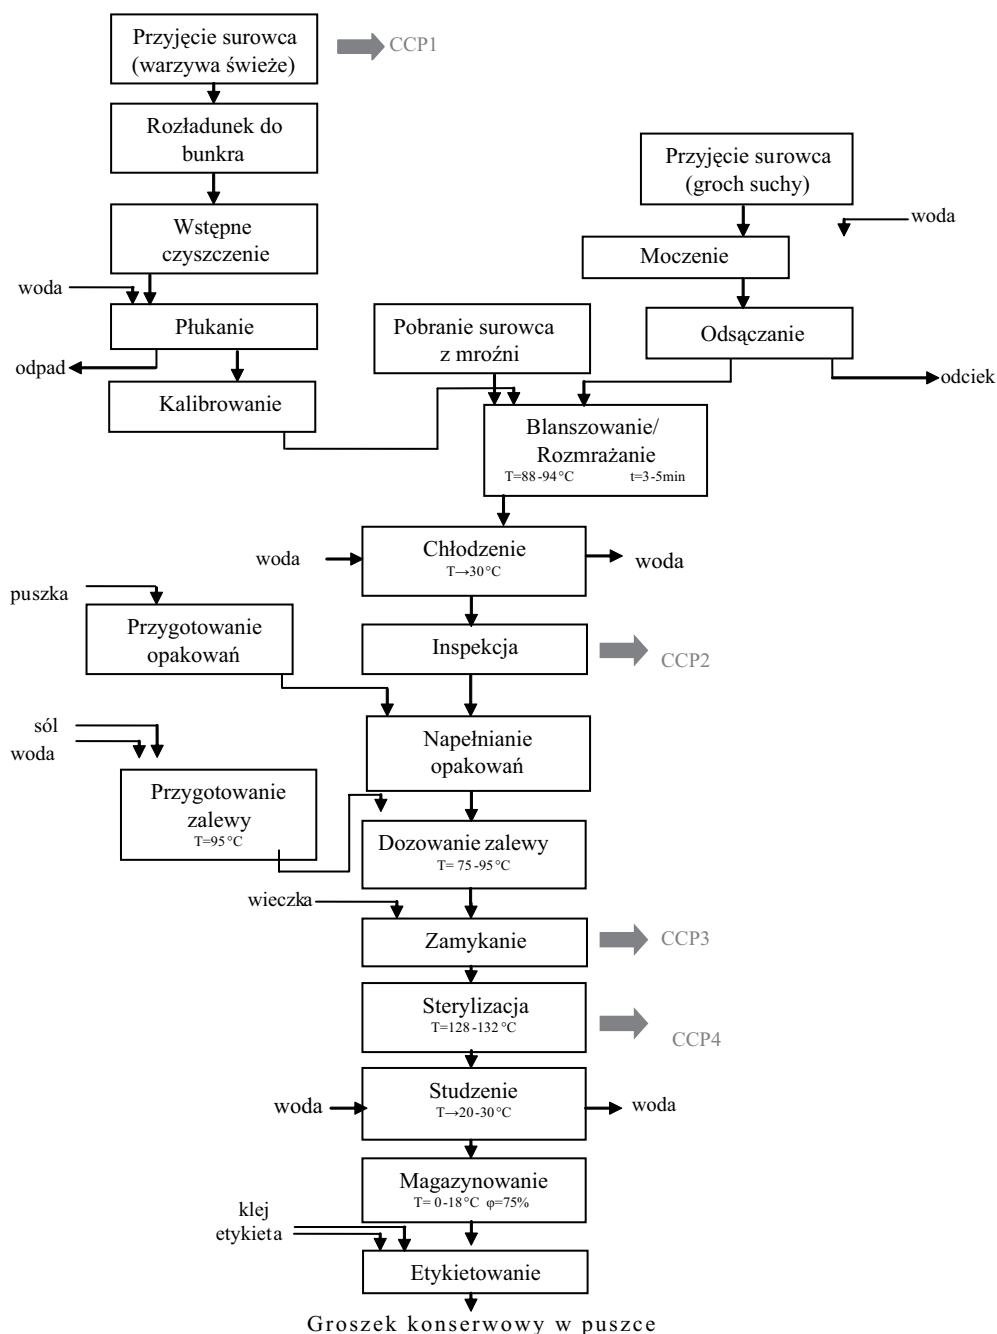 Przyjęcie surowca
(warzywa świeże)
CCP1
Rozładunek do
bunkra
Przyjęcie surowca
(groch suchy)
woda
Wstępne
czyszczenie
Moczenie
woda
Płukanie
Pobranie surowca
z mroźni
Odsączanie
odpad
odciek
Kalibrowanie
Blanszowanie/
Rozmrażanie
T=88-94°C t=3-5min
woda
Chłodzenie
T→30°C
woda
puszka
Przygotowanie
opakowań
Inspekcja
CCP2
sól
woda
Napełnianie
opakowań
Przygotowanie
zalewy
T=95°C
Dozowanie zalewy
T= 75-95°C
wieczka
Zamykanie
CCP3
Sterylizacja
T=128-132°C
CCP4
woda
Studzenie
T→20-30°C
woda
Magazynowanie
T= 0-18°C φ=75%
klej
etykieta
Etykietowanie
Groszek konserwowy w puszce